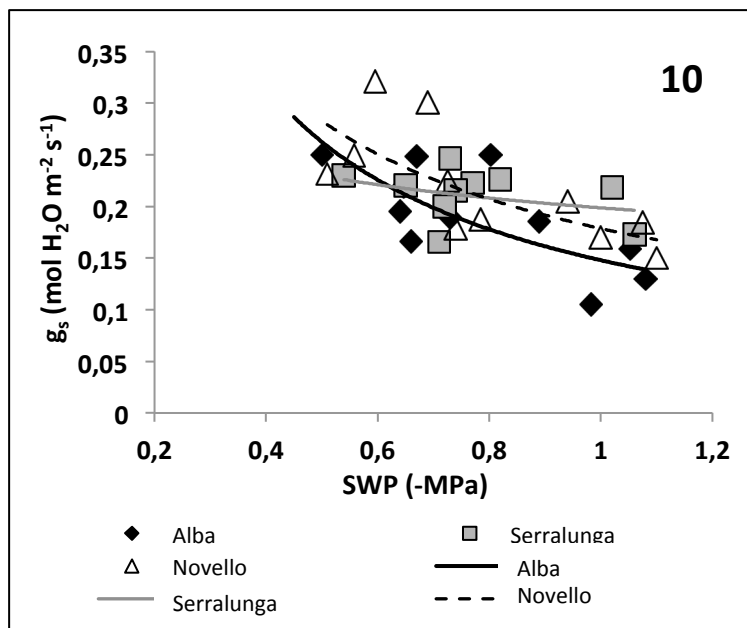 10
0,35
0,3
0,25
0,2
0,15
0,1
0,05
0
gs (mol H2O m-2 s-1)
0,2 0,4 0,6 0,8 1 1,2
SWP (-MPa)
Alba Serralunga
Novello Alba
Serralunga Novello